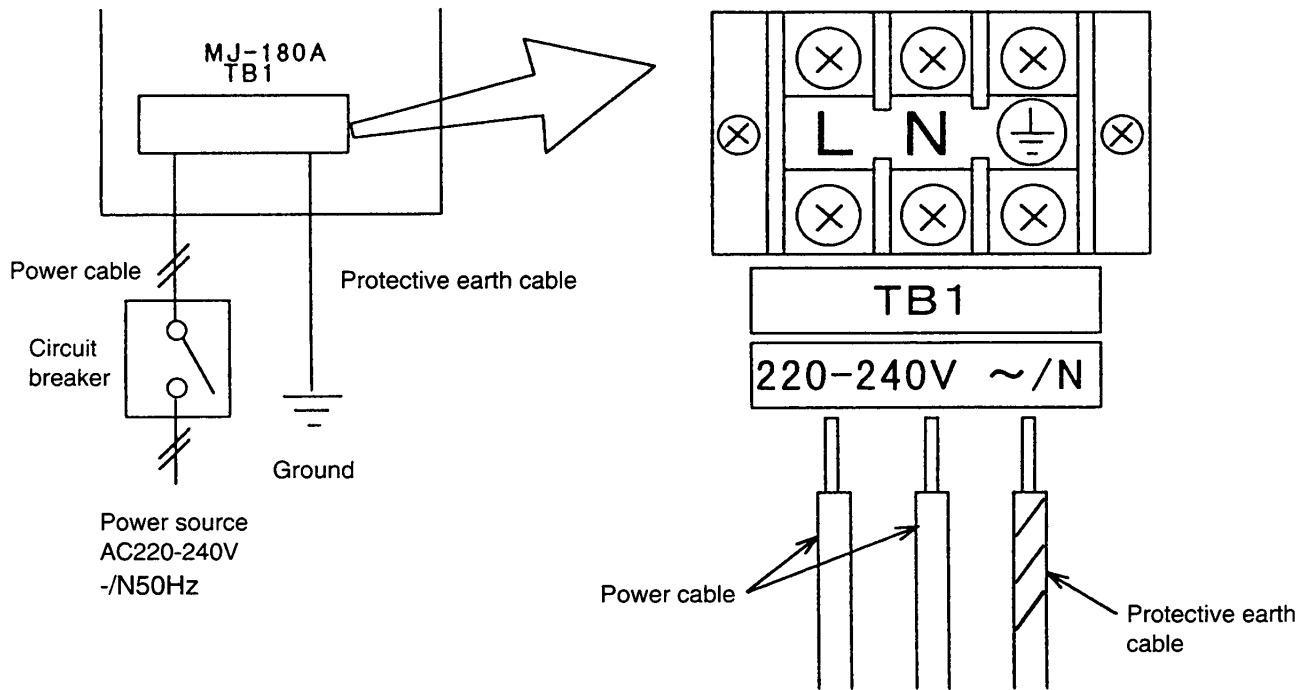 MJ-180A
TB1
Power cable
Protective earth cable
Circuit
breaker
Ground
Power source
AC220-240V
-/N50Hz
L N
TB1
220-240V ~/N
Power cable
Protective earth
cable